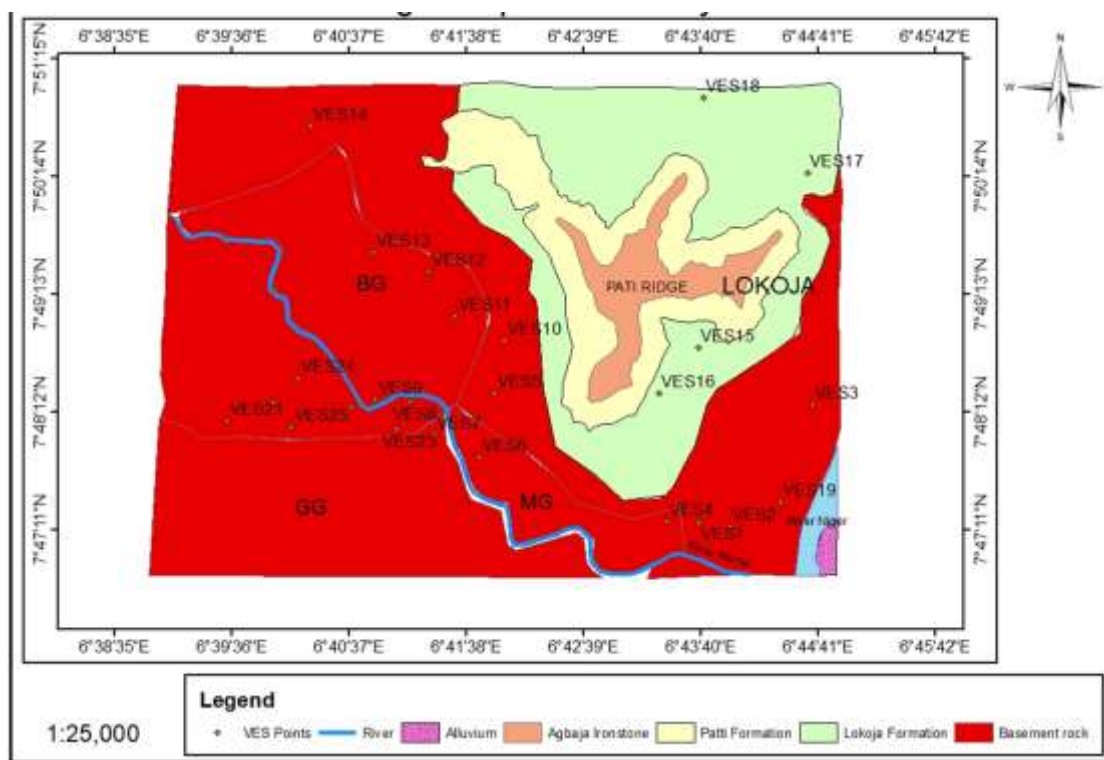 6°38'35"E 6°39'36"E 6°40'37"E 6°41'38"E 6°42'39"E 6°43'40"E 6°44'41"E 6°45'42"E
7°51'15"N
7°50'14"N 7°50'14"N
7°49'13"N 7°49'13"N
7°48'12"N 7°48'12"N
7°47'11"N 7°47'11"N
N
W
S
VES18
VES14
VES17
VES13
VES12
BG
PATI RIDGE
LOKOJA
VES11
VES10
VES15
VES5
VES16
VES3
VES9
VES21
VES25
VES8
VES7
VES23
VES6
GG
MG
VES19
VES4
VES2
VES1
River Niger
6°38'35"E 6°39'36"E 6°40'37"E 6°41'38"E 6°42'39"E 6°43'40"E 6°44'41"E 6°45'42"E
Legend
1:25,000
VES Points River Alluvium Agbaja Ironstone Patti Formation Lokoja Formation Basement rock